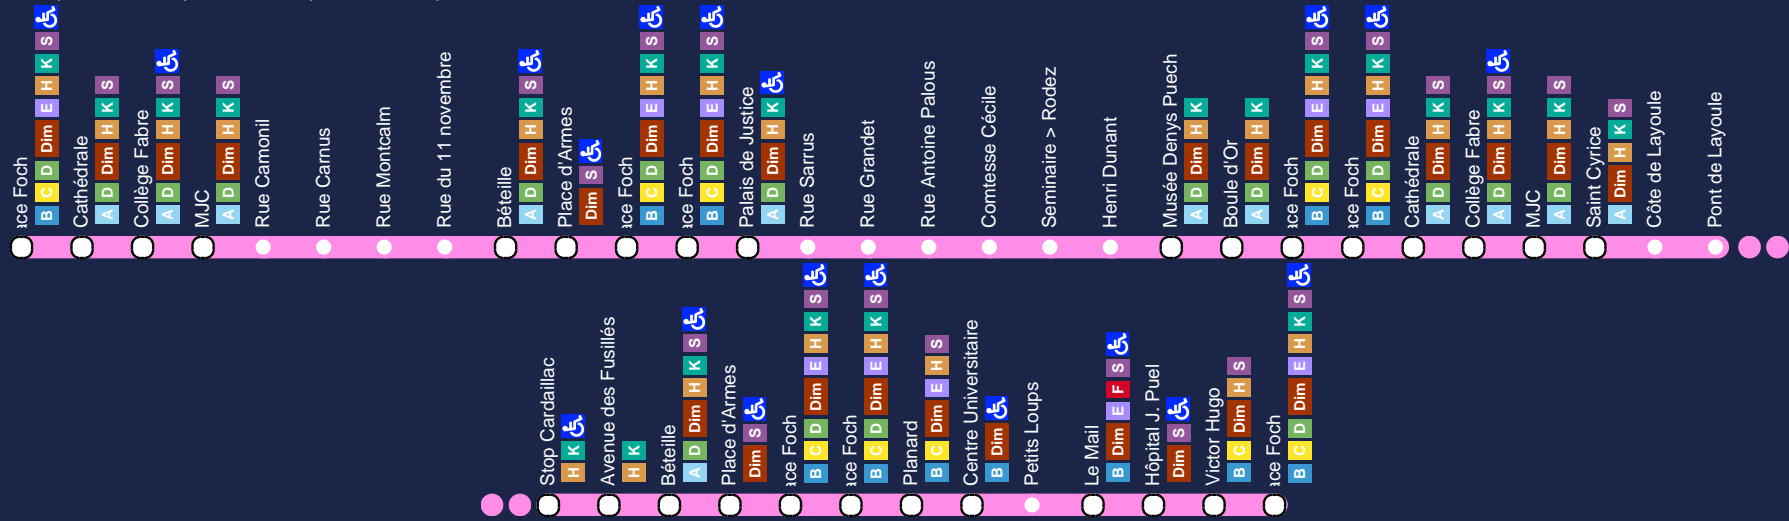 ace Foch
B C D Dim E H K S
Cathédrale
A D Dim H K S
Collège Fabre
A D Dim H K S
MJC
A D Dim H K S
Rue Camonil
Rue Carnus
Rue Montcalm
Rue du 11 novembre
Béteille
A D Dim H K S
Place d'Armes
Dim S
ace Foch
B C D Dim E H K S
ace Foch
B C D Dim E H K S
Palais de Justice
A D Dim H K
Rue Sarrus
Rue Grandet
Rue Antoine Palous
Comtesse Cécile
Seminaire > Rodez
Henri Dunant
Musée Denys Puech
A D Dim H K
Boule d'Or
A D Dim H K
ace Foch
B C D Dim E H K S
ace Foch
B C D Dim E H K S
Cathédrale
A D Dim H K S
Collège Fabre
A D Dim H K S
MJC
A D Dim H K S
Saint Cyrice
A Dim H K S
Côte de Layoule
Pont de Layoule
Stop Cardaillac
H K
Avenue des Fusillés
H K
Béteille
A D Dim H K S
Place d'Armes
Dim S
ace Foch
B C D Dim E H K S
ace Foch
B C D Dim E H K S
Planard
B C Dim E H S
Centre Universitaire
B Dim
Petits Loups
Le Mail
B Dim E F S
Hôpital J. Puel
Dim S
Victor Hugo
B C Dim H S
ace Foch
B C D Dim E H K S